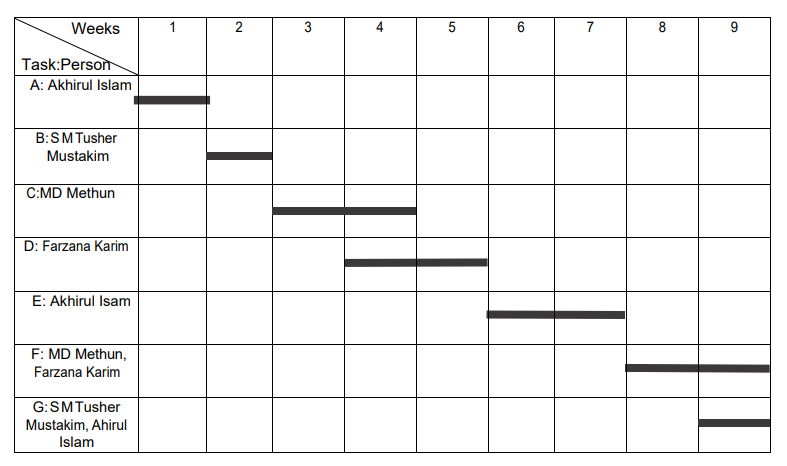 Weeks
1 2 3 4 5 6 7 8 9
Task:Person
A: Akhirul Islam
B:S M Tusher
Mustakim
C:MD Methun
D: Farzana Karim
E: Akhirul Isam
F: MD Methun,
Farzana Karim
G:S M Tusher
Mustakim, Ahirul
Islam